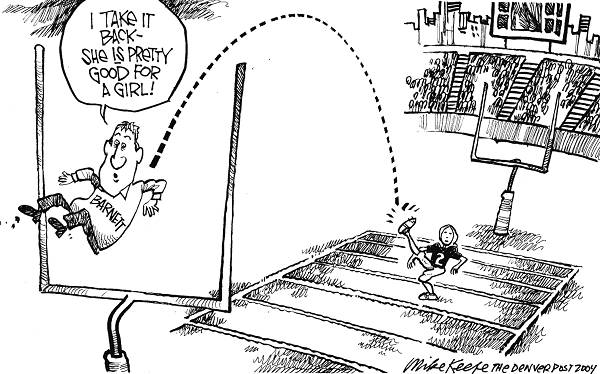 I TAKE IT
BACK-
SHE IS PRETTY
GOOD FOR
A GIRL!
BARNETT
2
Mike Keefe THE DENVER POST 2004